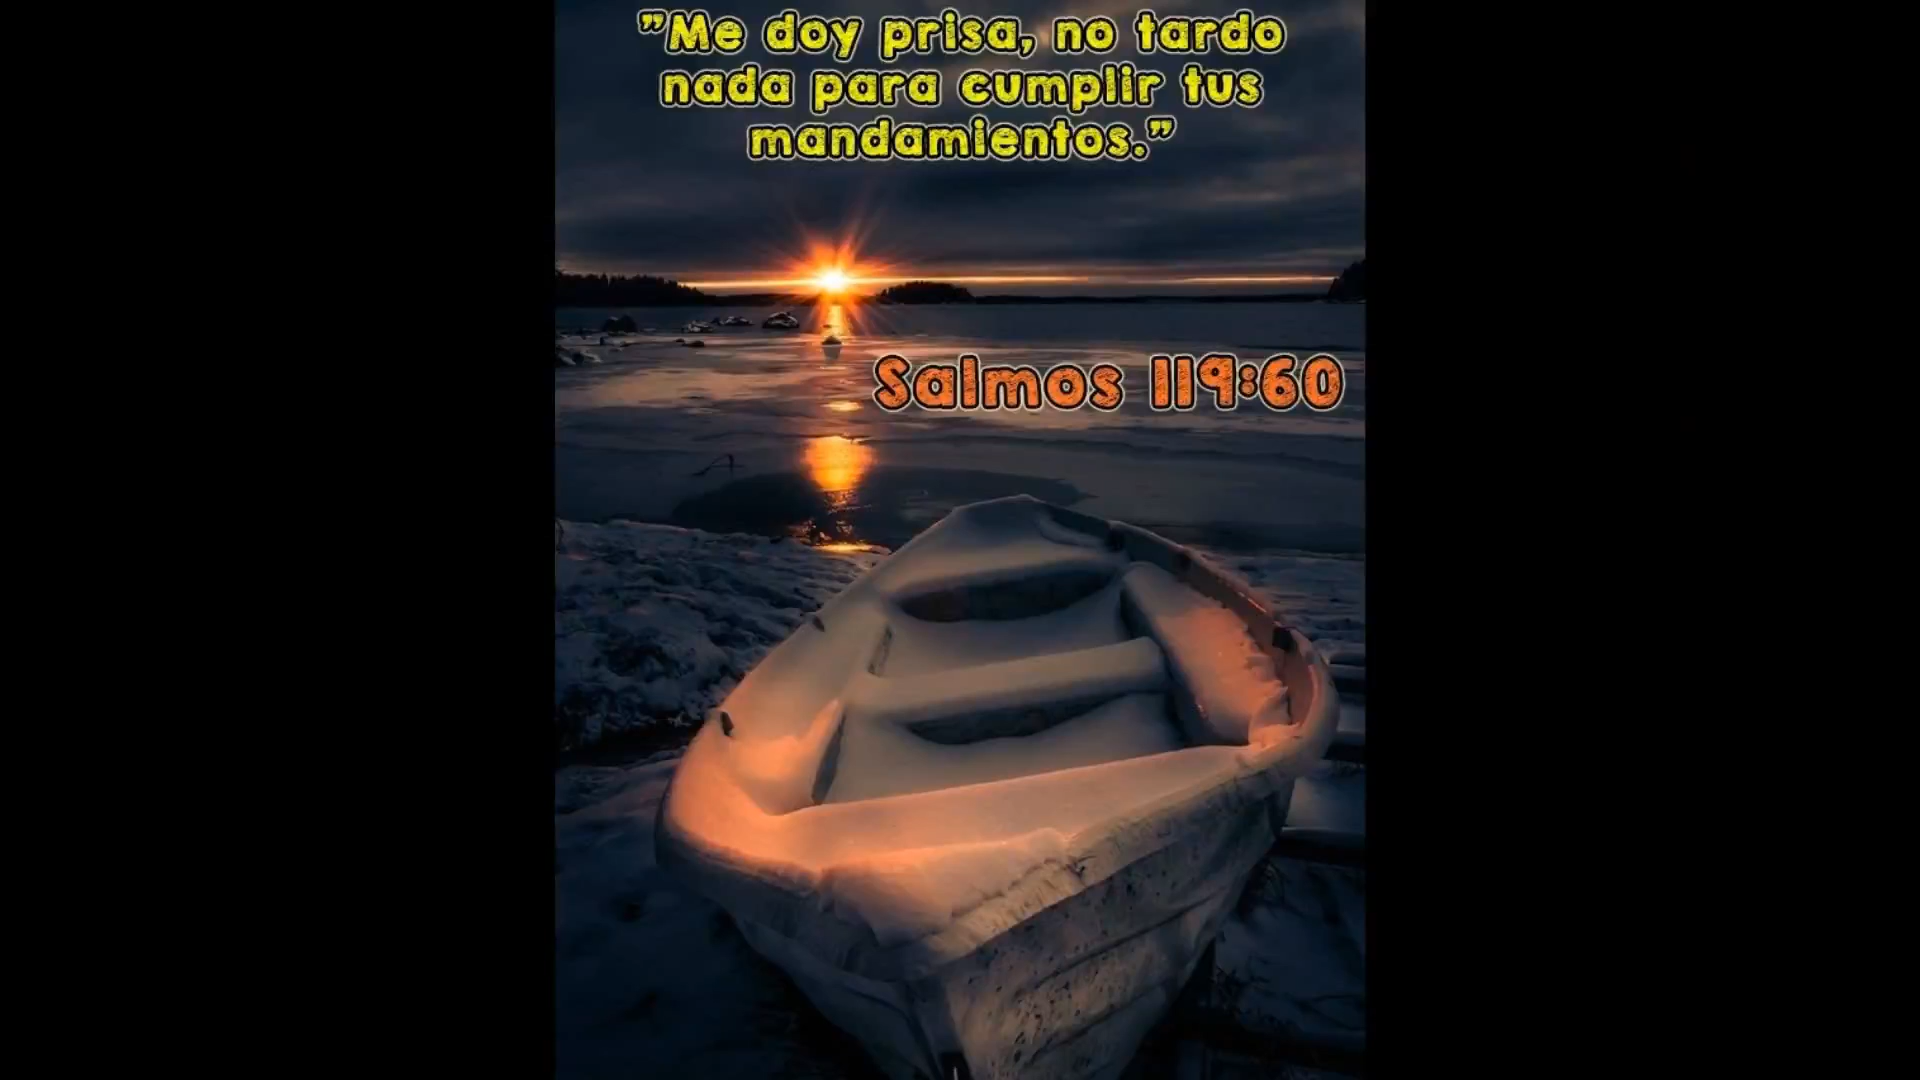 "Me doy prisa, no tardo
nada para cumplir tus
mandamientos."
Salmos 119:60